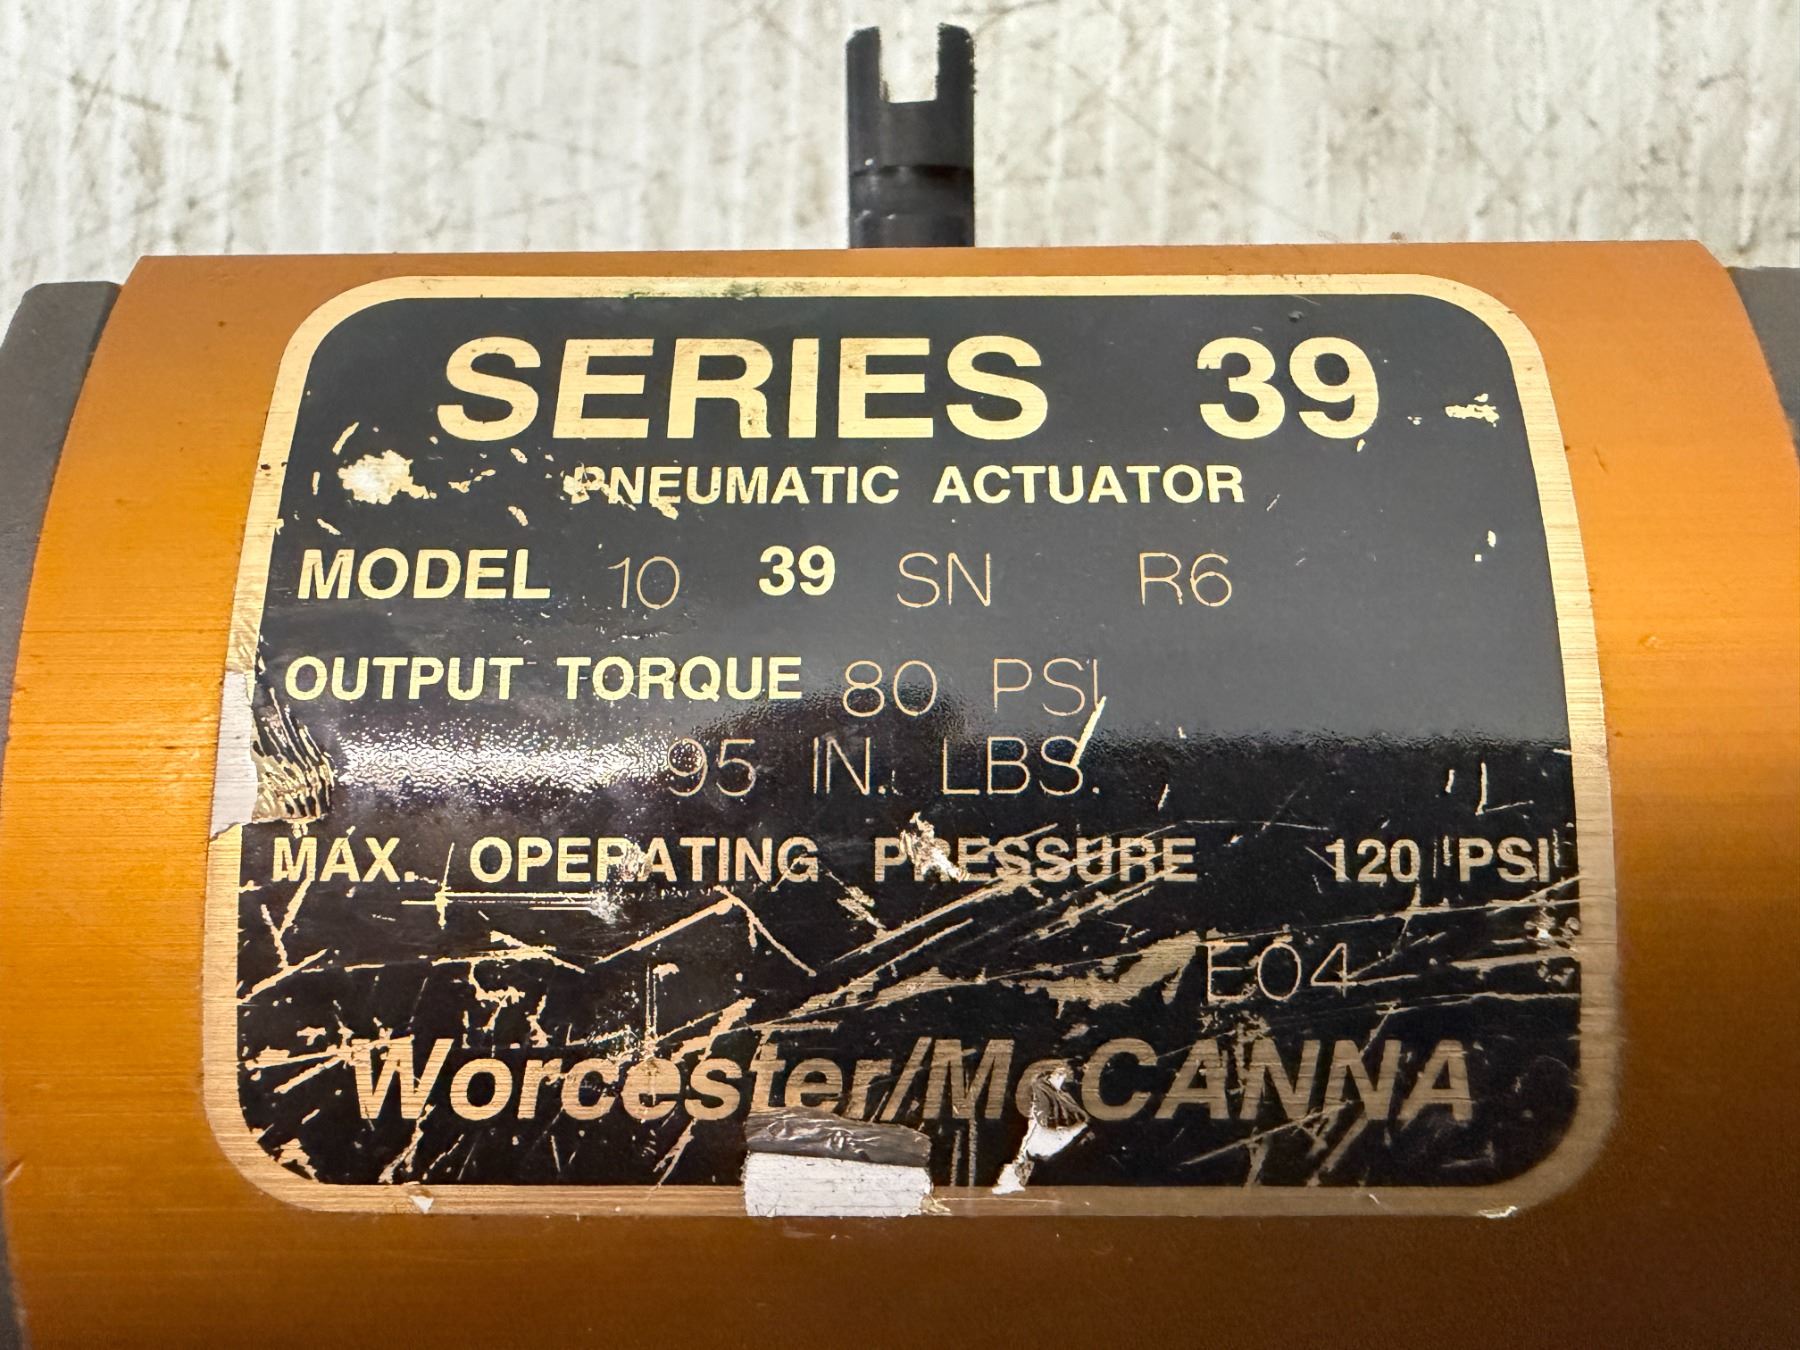 SERIES 39
PNEUMATIC ACTUATOR
MODEL 10 39 SN R6
OUTPUT TORQUE 80 PSI
95 IN. LBS.
MAX. OPERATING PRESSURE 120 PSI
E04
Worcester/McCANNA